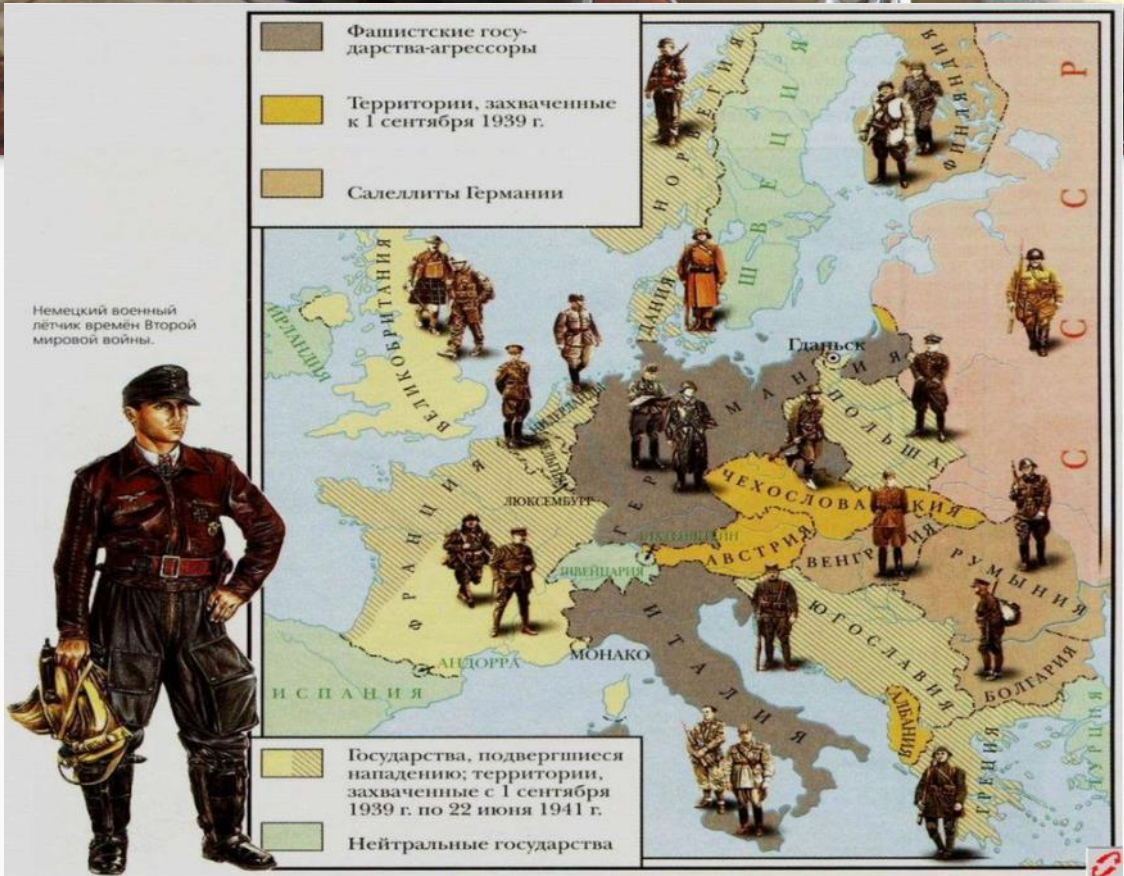 Фашистские госу-
дарства-агрессоры
Территории, захваченные
к 1 сентября 1939 г.
Салеллиты Германии
Немецкий военный
лётчик времён Второй
мировой войны.
НОРВЕГИЯ
ШВЕЦИЯ
ФИНЛЯНДИЯ
СССР
ИРЛАНДИЯ
ВЕЛИКОБРИТАНИЯ
ДАНИЯ
Гданьск
НИДЕРЛАНДЫ
БЕЛЬГИЯ
ЛЮКСЕМБУРГ
ГЕРМАНИЯ
ПОЛЬША
ЧЕХОСЛОВАКИЯ
ФРАНЦИЯ
ЛИХТЕНШТЕЙН
ШВЕЙЦАРИЯ
АВСТРИЯ
ВЕНГРИЯ
РУМЫНИЯ
ИТАЛИЯ
ЮГОСЛАВИЯ
МОНАКО
АНДОРРА
ИСПАНИЯ
БОЛГАРИЯ
АЛБАНИЯ
ГРЕЦИЯ
ТУРЦИЯ
Государства, подвергшиеся
нападению; территории,
захваченные с 1 сентября
1939 г. по 22 июня 1941 г.
Нейтральные государства